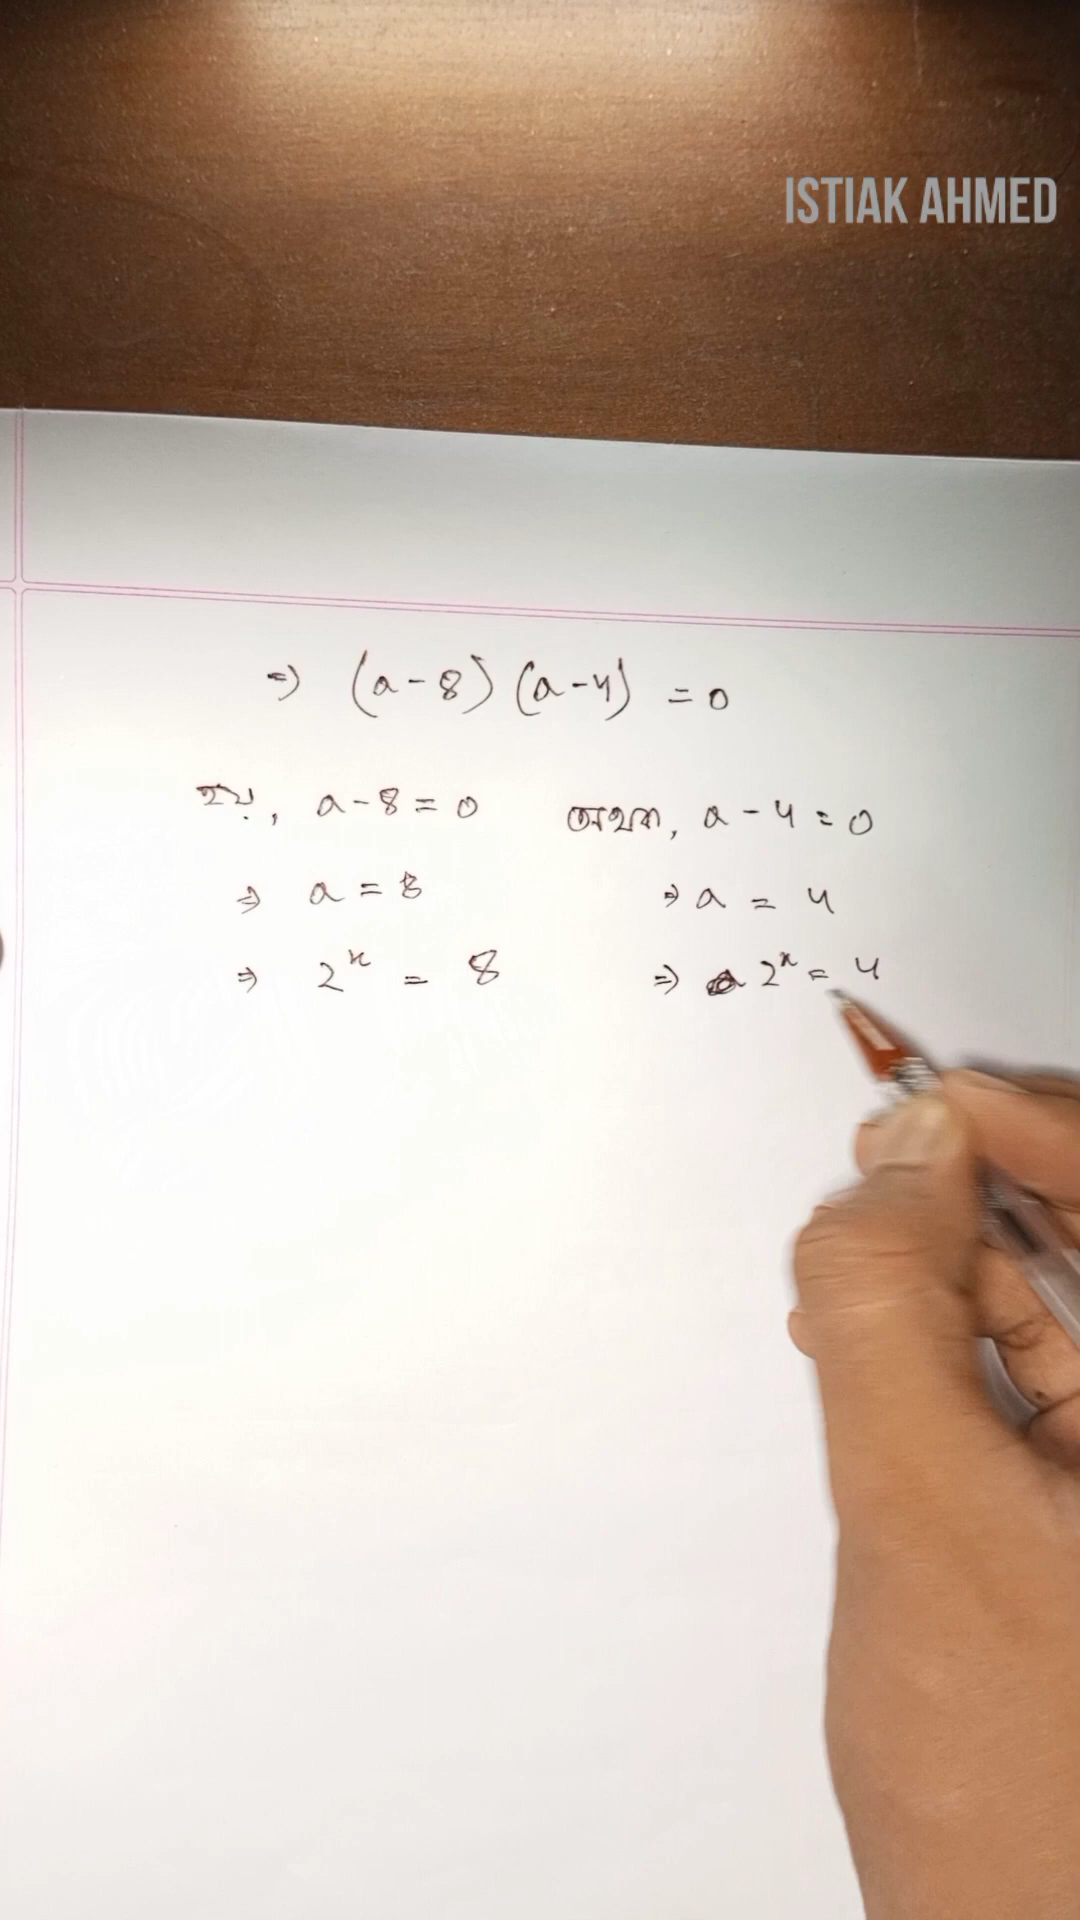 ISTIAK AHMED
⇒ (a-8) (a-4) = 0
হয়, a-8=0 অথবা, a-4=0
⇒ a = 8 ⇒ a = 4
⇒ 2ˣ = 8 ⇒ 2ˣ = 4